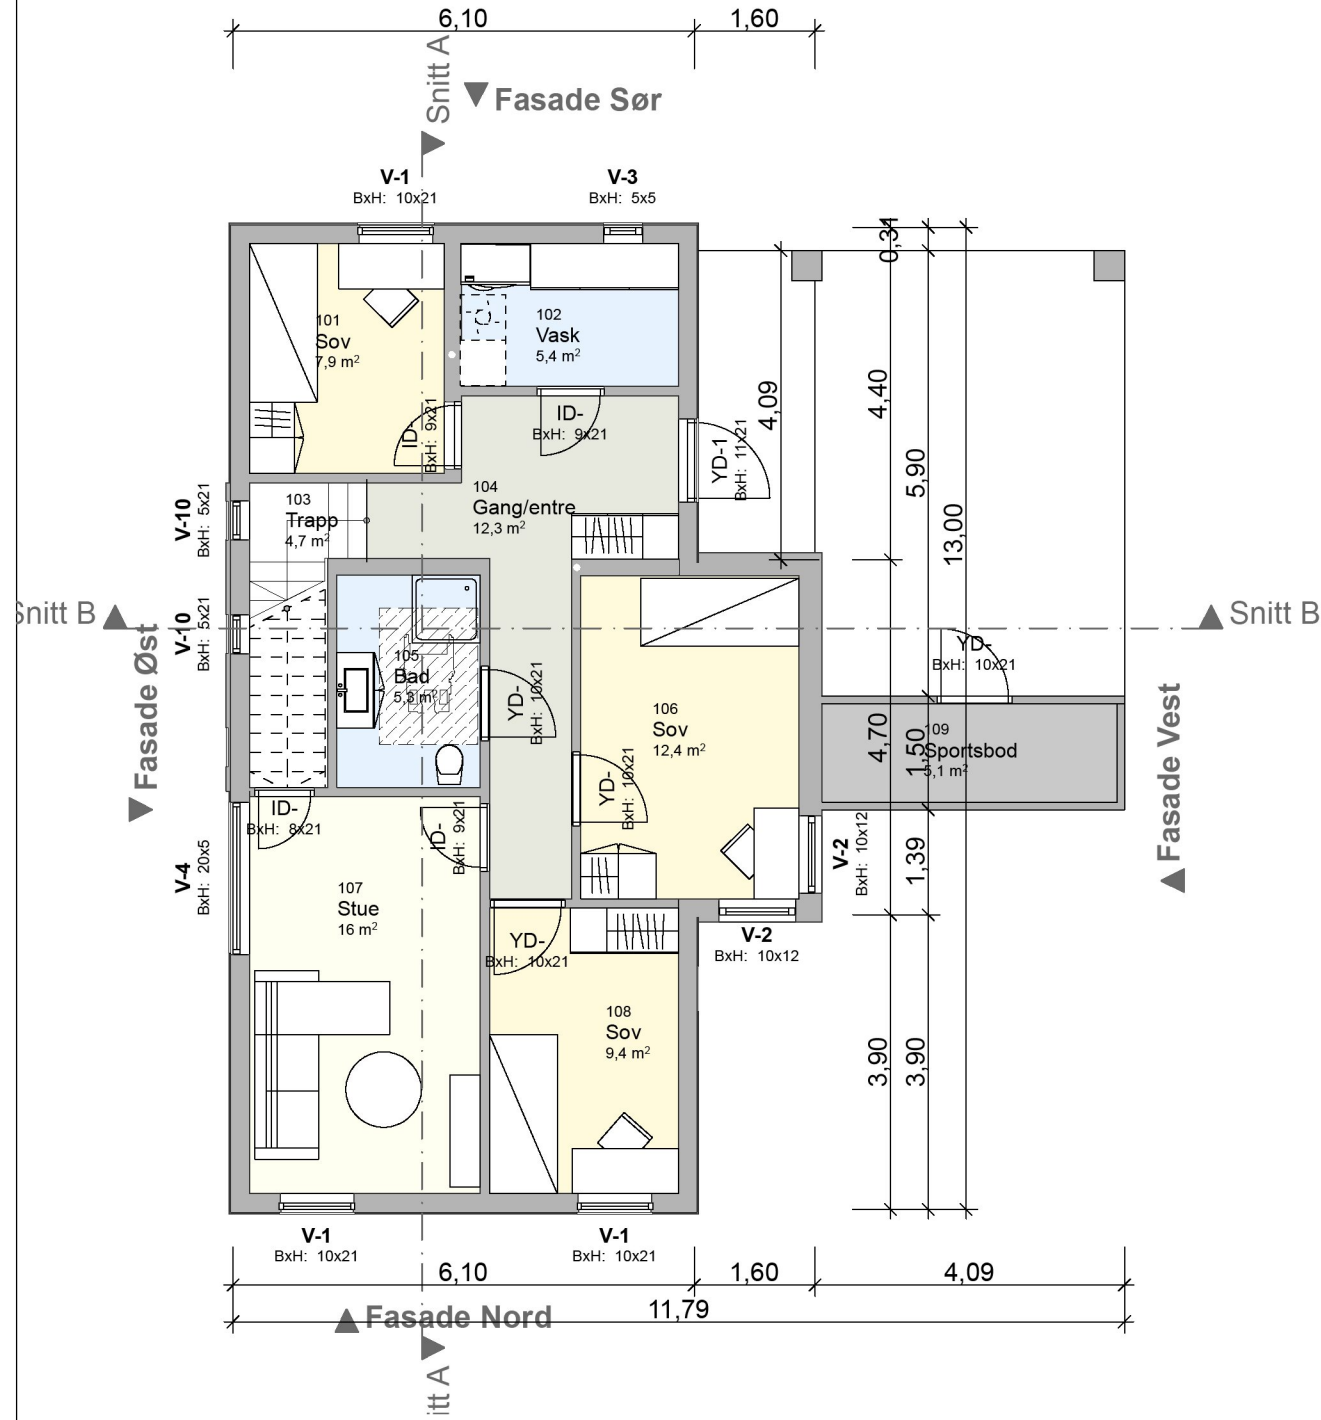 6,10
1,60
Snitt A
Fasade Sør
V-1
BxH: 10x21
V-3
BxH: 5x5
0,31
101
Sov
7,9 m²
102
Vask
5,4 m²
4,40
4,09
ID-
BxH: 9x21
ID-
BxH: 9x21
YD-1
BxH: 11x21
5,90
13,00
V-10
BxH: 5x21
103
Trapp
4,7 m²
104
Gang/entre
12,3 m²
Snitt B
V-10
BxH: 5x21
Snitt B
Fasade Øst
105
Bad
5,3 m²
YD-
BxH: 10x21
106
Sov
12,4 m²
YD-
BxH: 10x21
YD-
BxH: 10x21
4,70
1,50
109
Sportsbod
5,1 m²
Fasade Vest
ID-
BxH: 8x21
ID-
BxH: 9x21
V-4
BxH: 20x5
107
Stue
16 m²
V-2
BxH: 10x12
1,39
YD-
BxH: 10x21
V-2
BxH: 10x12
108
Sov
9,4 m²
3,90
3,90
V-1
BxH: 10x21
V-1
BxH: 10x21
6,10
1,60
4,09
11,79
Fasade Nord
itt A